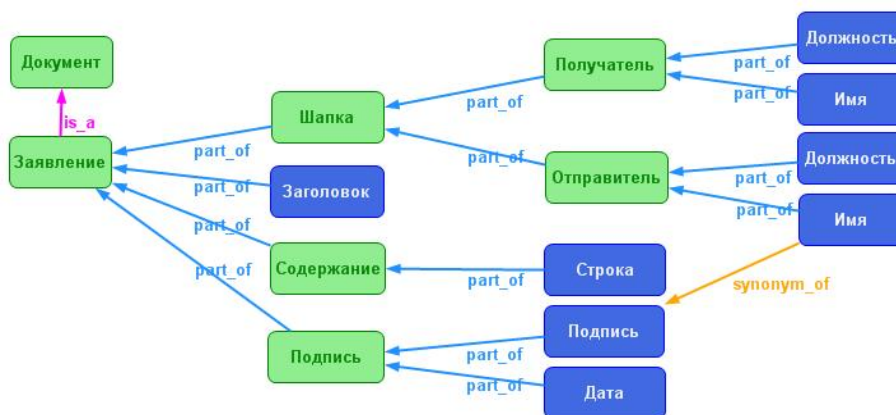 Должность
Документ
Получатель
part_of
part_of
Имя
part_of
is_a
Шапка
part_of
Должность
part_of
Заявление
part_of
Отправитель
part_of
part_of
Заголовок
part_of
Имя
part_of
Содержание
Строка
part_of
part_of
synonym_of
Подпись
Подпись
part_of
part_of
Дата